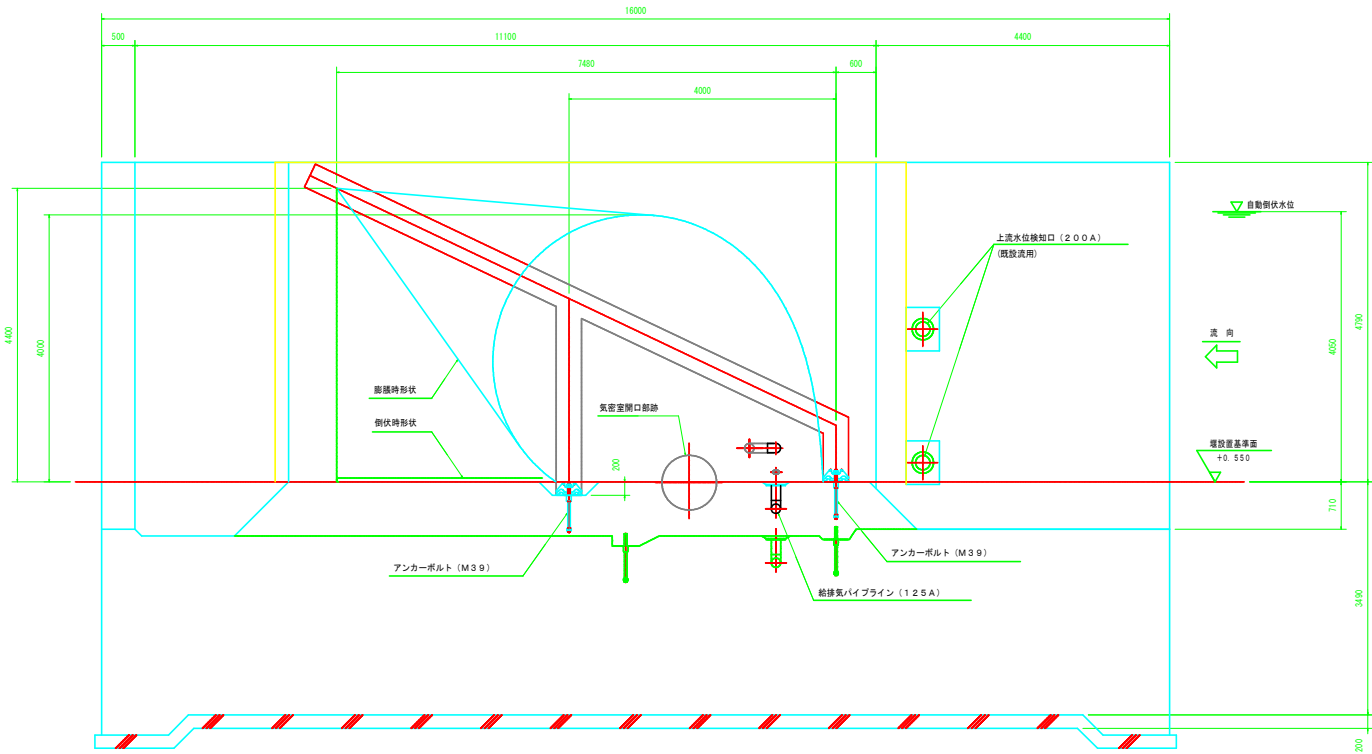 16000
500
11100
4400
7480
600
4000
自動倒伏水位
上流水位検知口（２００Ａ）
(既設流用)
4790
4400
4000
4050
流 向
膨脹時形状
気密室開口部跡
倒伏時形状
堰設置基準面
+0.550
200
710
アンカーボルト（Ｍ３９）
アンカーボルト（Ｍ３９）
給排気パイプライン（１２５Ａ）
3490
200